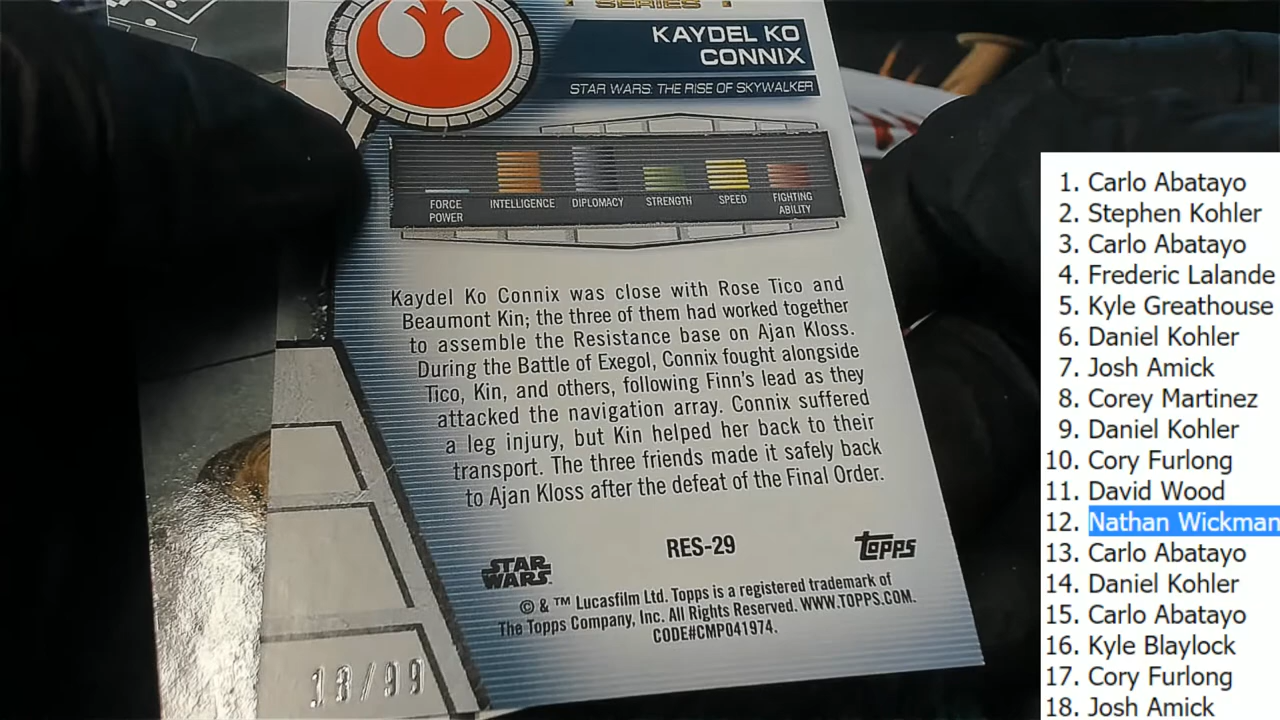 SERIES 1
KAYDEL KO
CONNIX
STAR WARS: THE RISE OF SKYWALKER
FORCE
POWER
INTELLIGENCE
DIPLOMACY
STRENGTH
SPEED
FIGHTING
ABILITY
Kaydel Ko Connix was close with Rose Tico and
Beaumont Kin; the three of them had worked together
to assemble the Resistance base on Ajan Kloss.
During the Battle of Exegol, Connix fought alongside
Tico, Kin, and others, following Finn's lead as they
attacked the navigation array. Connix suffered
a leg injury, but Kin helped her back to their
transport. The three friends made it safely back
to Ajan Kloss after the defeat of the Final Order.
STAR
WARS
RES-29
topps
© & ™ Lucasfilm Ltd. Topps is a registered trademark of
The Topps Company, Inc. All Rights Reserved. WWW.TOPPS.COM.
CODE#CMP041974.
13/99
1. Carlo Abatayo
2. Stephen Kohler
3. Carlo Abatayo
4. Frederic Lalande
5. Kyle Greathouse
6. Daniel Kohler
7. Josh Amick
8. Corey Martinez
9. Daniel Kohler
10. Cory Furlong
11. David Wood
12. Nathan Wickman
13. Carlo Abatayo
14. Daniel Kohler
15. Carlo Abatayo
16. Kyle Blaylock
17. Cory Furlong
18. Josh Amick